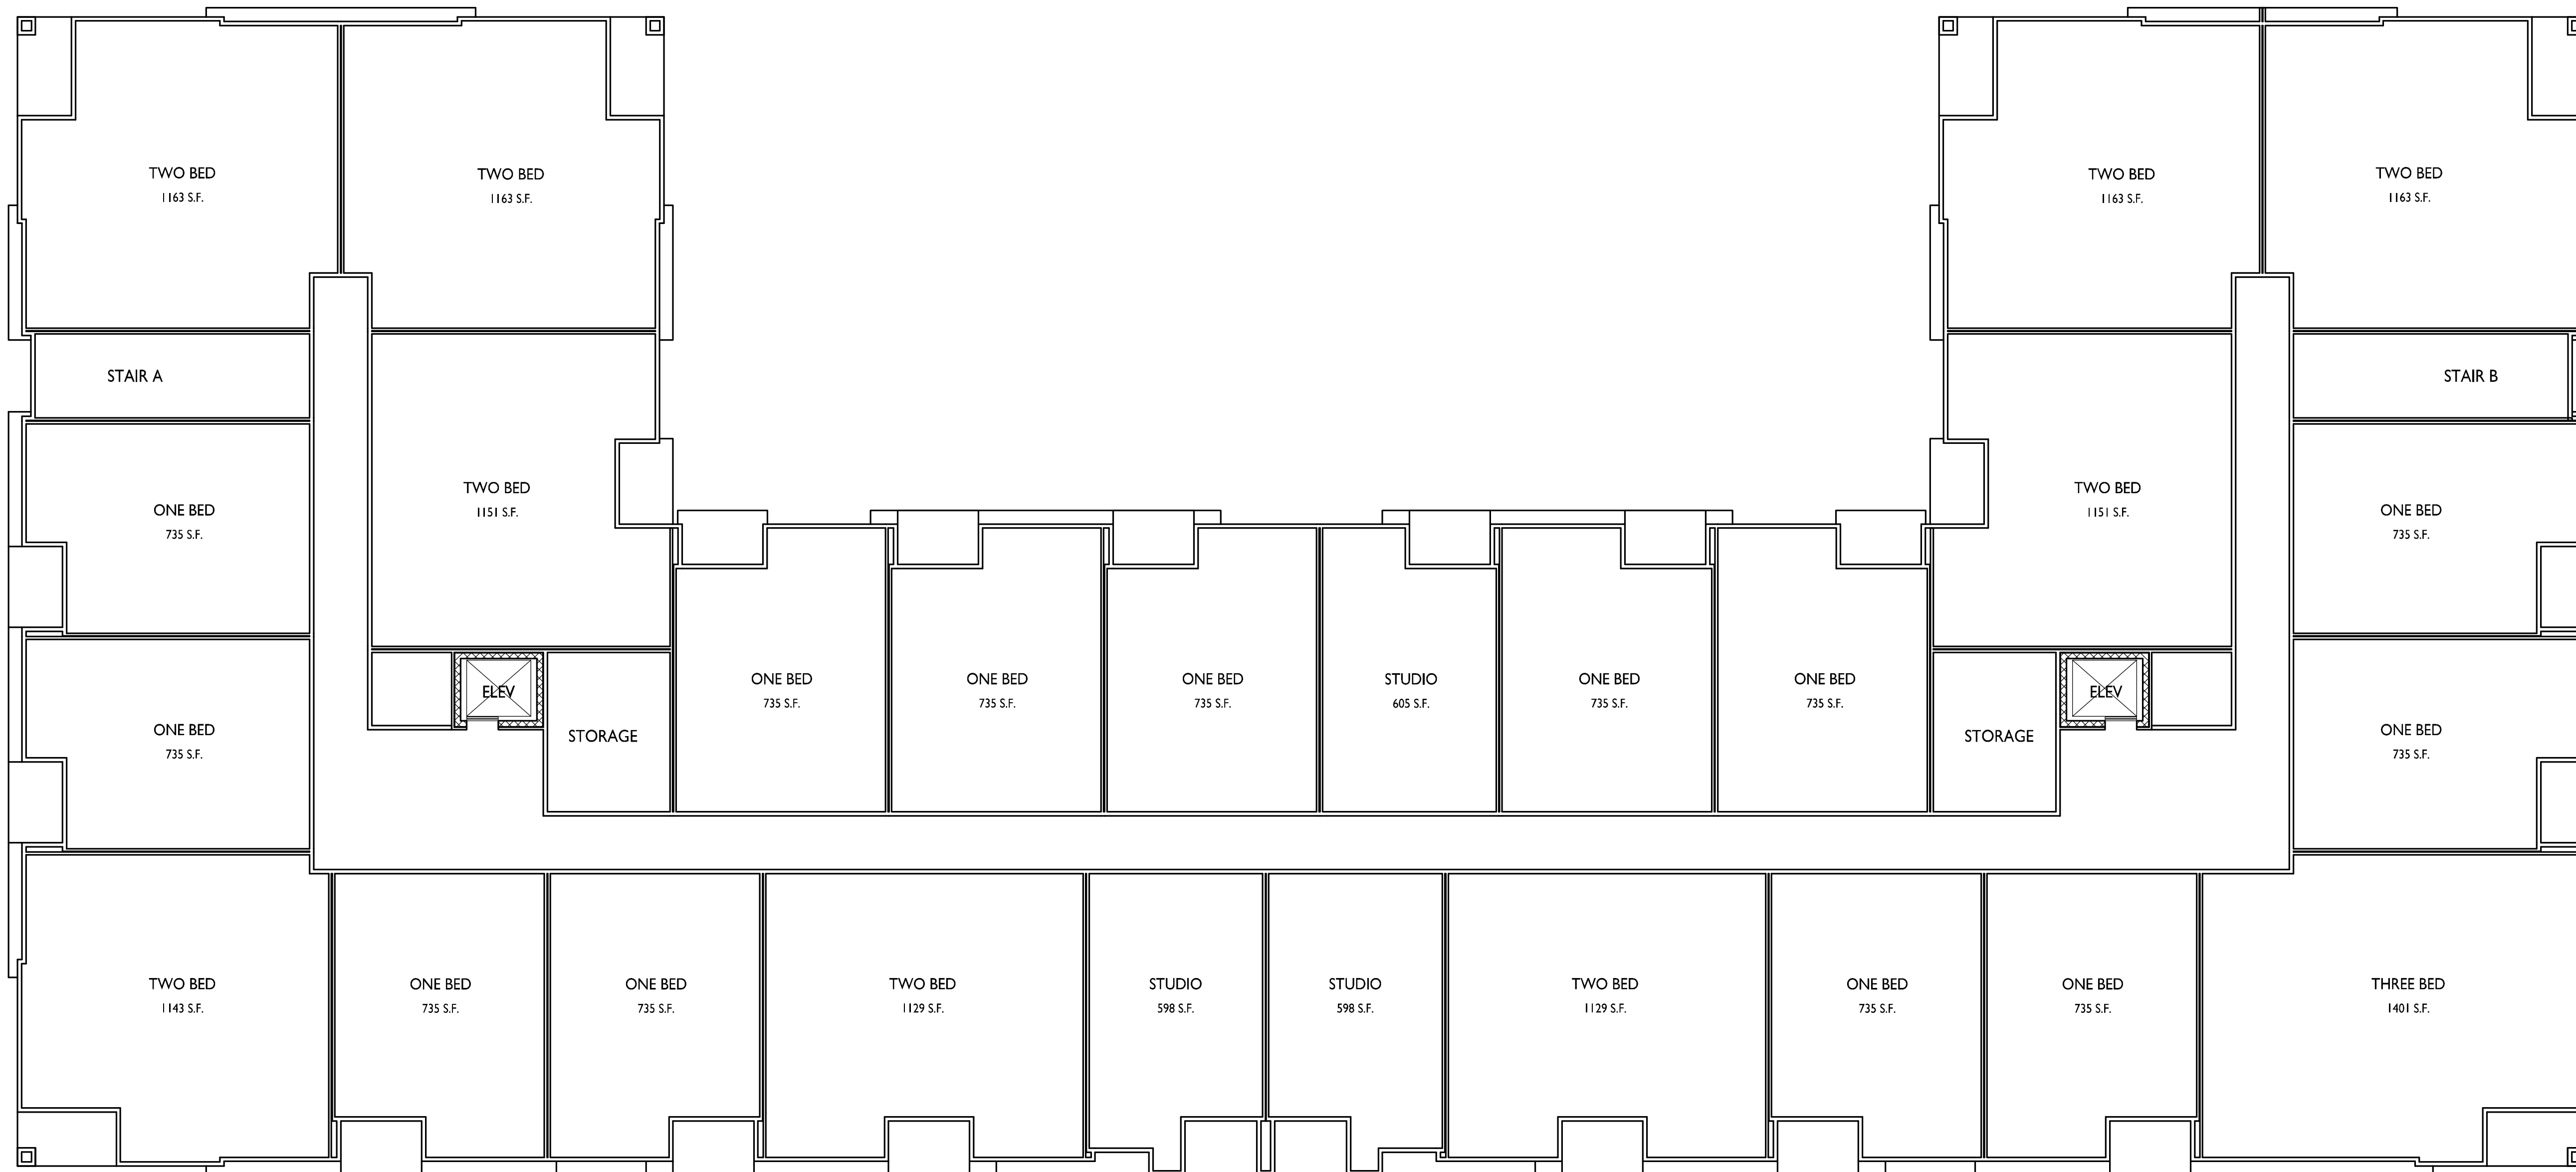 TWO BED
1163 S.F.
TWO BED
1163 S.F.
TWO BED
1163 S.F.
TWO BED
1163 S.F.
STAIR A
STAIR B
TWO BED
1151 S.F.
TWO BED
1151 S.F.
ONE BED
735 S.F.
ONE BED
735 S.F.
ONE BED
735 S.F.
ELEV
STORAGE
ONE BED
735 S.F.
ONE BED
735 S.F.
ONE BED
735 S.F.
STUDIO
605 S.F.
ONE BED
735 S.F.
ONE BED
735 S.F.
STORAGE
ELEV
ONE BED
735 S.F.
TWO BED
1143 S.F.
ONE BED
735 S.F.
ONE BED
735 S.F.
TWO BED
1129 S.F.
STUDIO
598 S.F.
STUDIO
598 S.F.
TWO BED
1129 S.F.
ONE BED
735 S.F.
ONE BED
735 S.F.
THREE BED
1401 S.F.